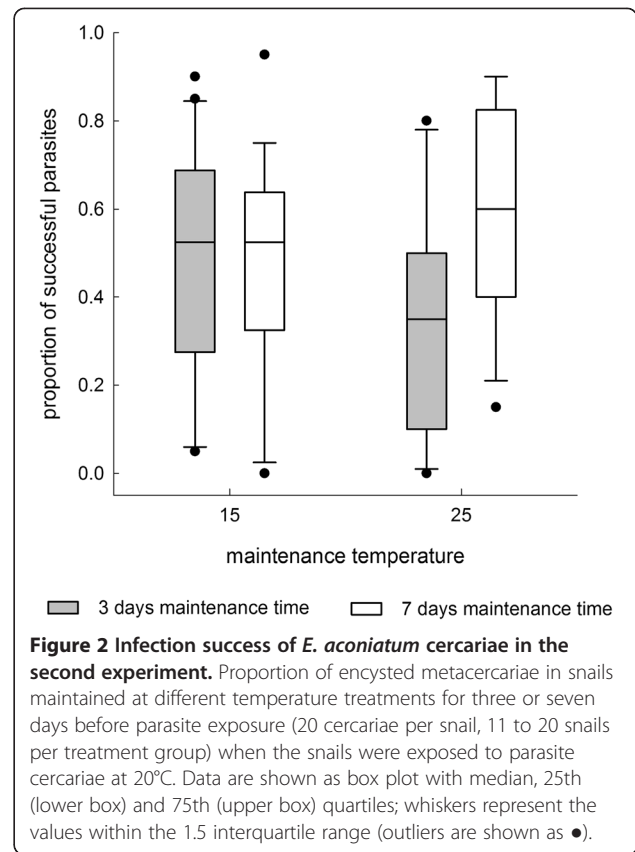 1.0
0.8
0.6
0.4
0.2
0.0
proportion of successful parasites
15
25
maintenance temperature
3 days maintenance time
7 days maintenance time
Figure 2 Infection success of E. aconiatum cercariae in the
second experiment. Proportion of encysted metacercariae in snails
maintained at different temperature treatments for three or seven
days before parasite exposure (20 cercariae per snail, 11 to 20 snails
per treatment group) when the snails were exposed to parasite
cercariae at 20°C. Data are shown as box plot with median, 25th
(lower box) and 75th (upper box) quartiles; whiskers represent the
values within the 1.5 interquartile range (outliers are shown as ●).